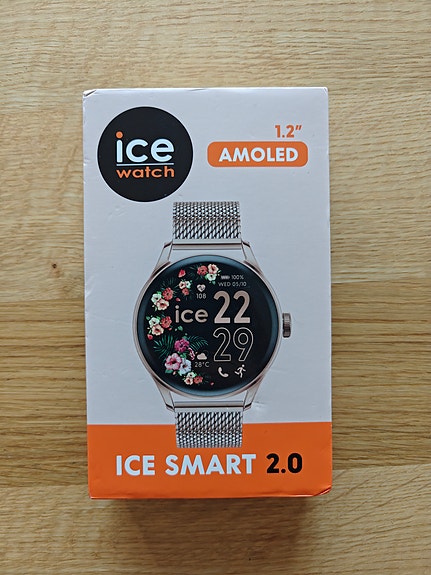 ice
watch
1.2”
AMOLED
100%
WED 05/10
108
ice
22
29
28°C
ICE SMART 2.0